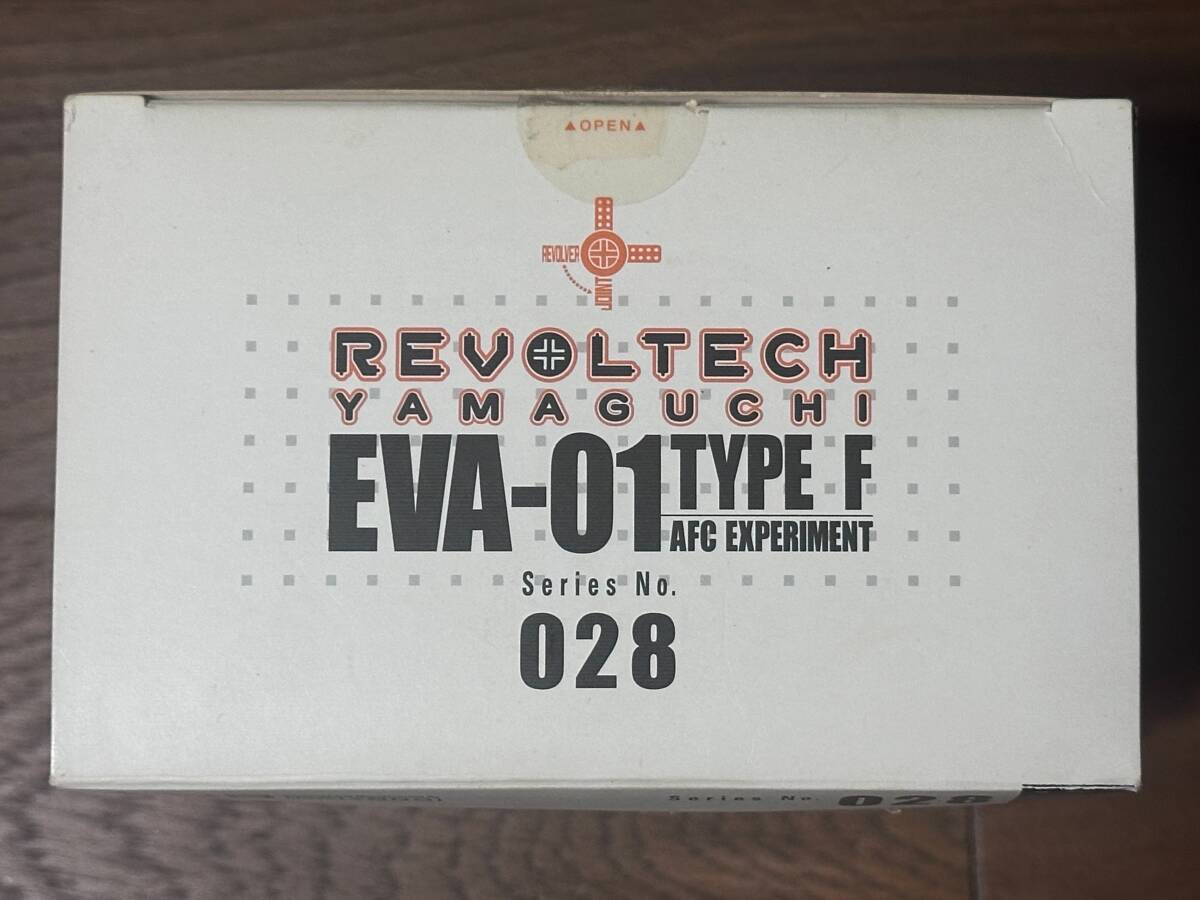 ▲OPEN▲
REVOLVER
JOINT
REVOLTECH
YAMAGUCHI
EVA-01 TYPE F
AFC EXPERIMENT
Series No.
028
Series No. 028